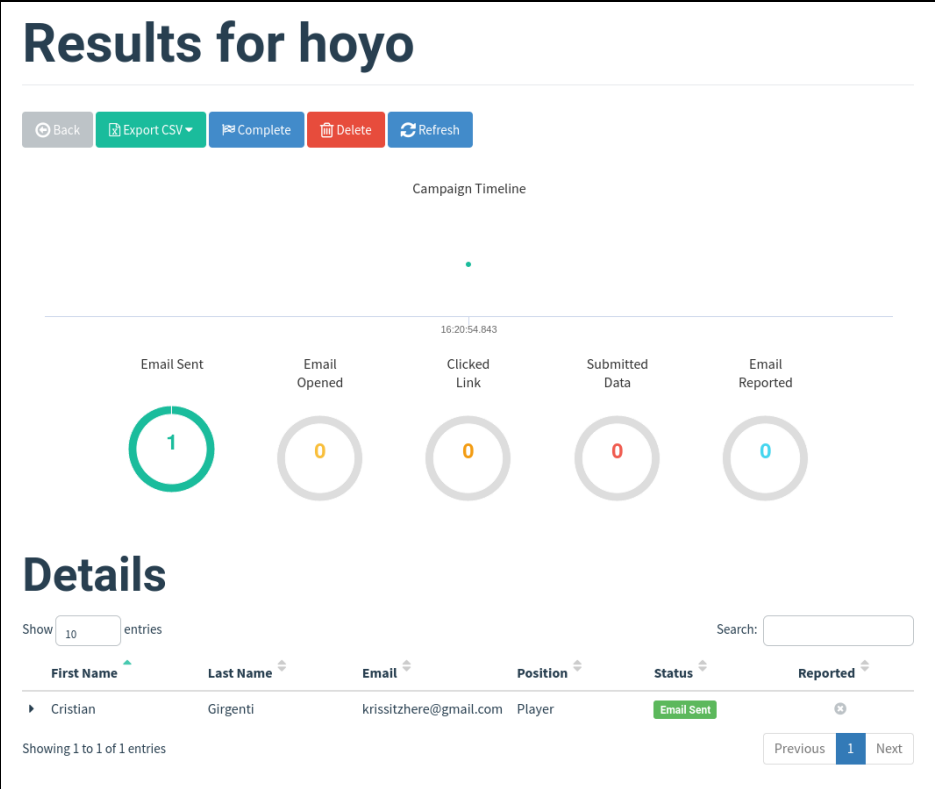 Results for hoyo
Back Export CSV Complete Delete Refresh
Campaign Timeline
16:20:54.843
Email Sent Email Opened Clicked Link Submitted Data Email Reported
1 0 0 0 0
Details
Show 10 entries Search:
First Name Last Name Email Position Status Reported
Cristian Girgenti krissitzhere@gmail.com Player Email Sent
Showing 1 to 1 of 1 entries Previous 1 Next